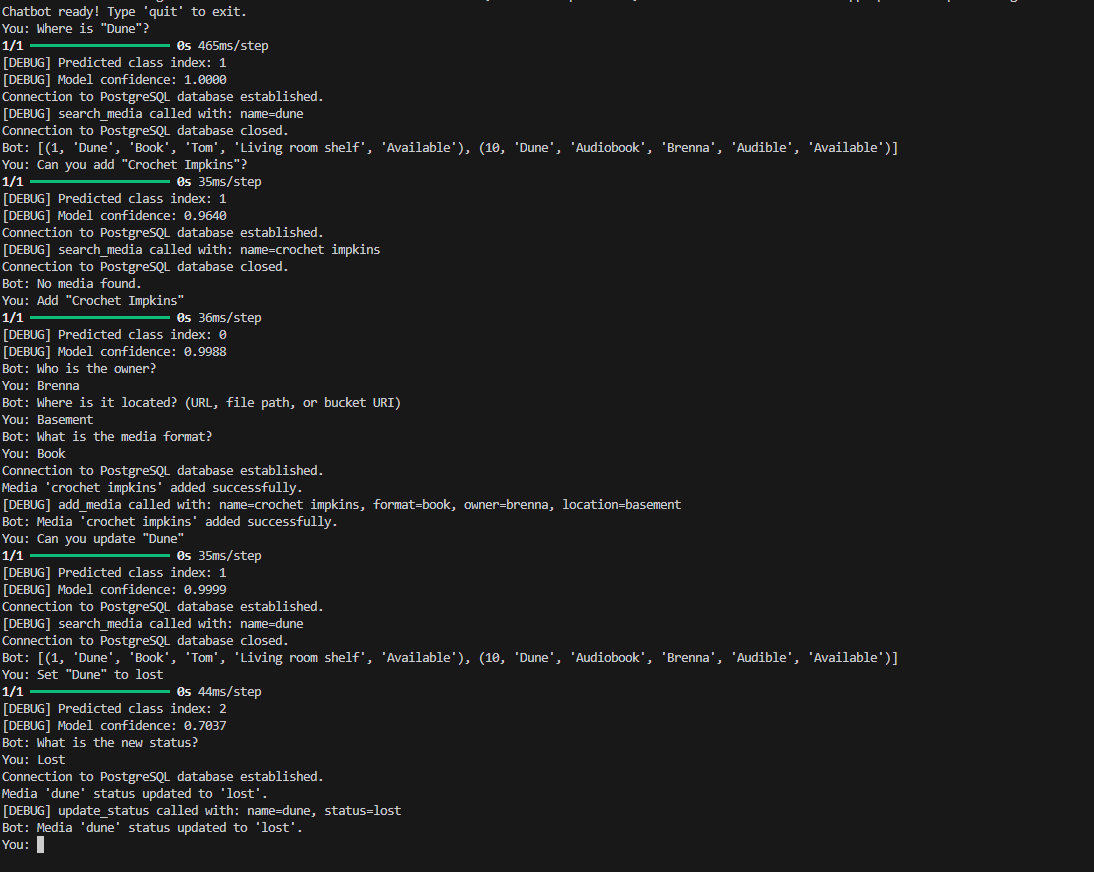 Chatbot ready! Type 'quit' to exit.
You: Where is "Dune"?
1/1 ━━━━━━━━━━━━━━━━━━━━ 0s 465ms/step
[DEBUG] Predicted class index: 1
[DEBUG] Model confidence: 1.0000
Connection to PostgreSQL database established.
[DEBUG] search_media called with: name=dune
Connection to PostgreSQL database closed.
Bot: [(1, 'Dune', 'Book', 'Tom', 'Living room shelf', 'Available'), (10, 'Dune', 'Audiobook', 'Brenna', 'Audible', 'Available')]
You: Can you add "Crochet Impkins"?
1/1 ━━━━━━━━━━━━━━━━━━━━ 0s 35ms/step
[DEBUG] Predicted class index: 1
[DEBUG] Model confidence: 0.9640
Connection to PostgreSQL database established.
[DEBUG] search_media called with: name=crochet impkins
Connection to PostgreSQL database closed.
Bot: No media found.
You: Add "Crochet Impkins"
1/1 ━━━━━━━━━━━━━━━━━━━━ 0s 36ms/step
[DEBUG] Predicted class index: 0
[DEBUG] Model confidence: 0.9988
Bot: Who is the owner?
You: Brenna
Bot: Where is it located? (URL, file path, or bucket URI)
You: Basement
Bot: What is the media format?
You: Book
Connection to PostgreSQL database established.
Media 'crochet impkins' added successfully.
[DEBUG] add_media called with: name=crochet impkins, format=book, owner=brenna, location=basement
Bot: Media 'crochet impkins' added successfully.
You: Can you update "Dune"
1/1 ━━━━━━━━━━━━━━━━━━━━ 0s 35ms/step
[DEBUG] Predicted class index: 1
[DEBUG] Model confidence: 0.9999
Connection to PostgreSQL database established.
[DEBUG] search_media called with: name=dune
Connection to PostgreSQL database closed.
Bot: [(1, 'Dune', 'Book', 'Tom', 'Living room shelf', 'Available'), (10, 'Dune', 'Audiobook', 'Brenna', 'Audible', 'Available')]
You: Set "Dune" to lost
1/1 ━━━━━━━━━━━━━━━━━━━━ 0s 44ms/step
[DEBUG] Predicted class index: 2
[DEBUG] Model confidence: 0.7037
Bot: What is the new status?
You: Lost
Connection to PostgreSQL database established.
Media 'dune' status updated to 'lost'.
[DEBUG] update_status called with: name=dune, status=lost
Bot: Media 'dune' status updated to 'lost'.
You: